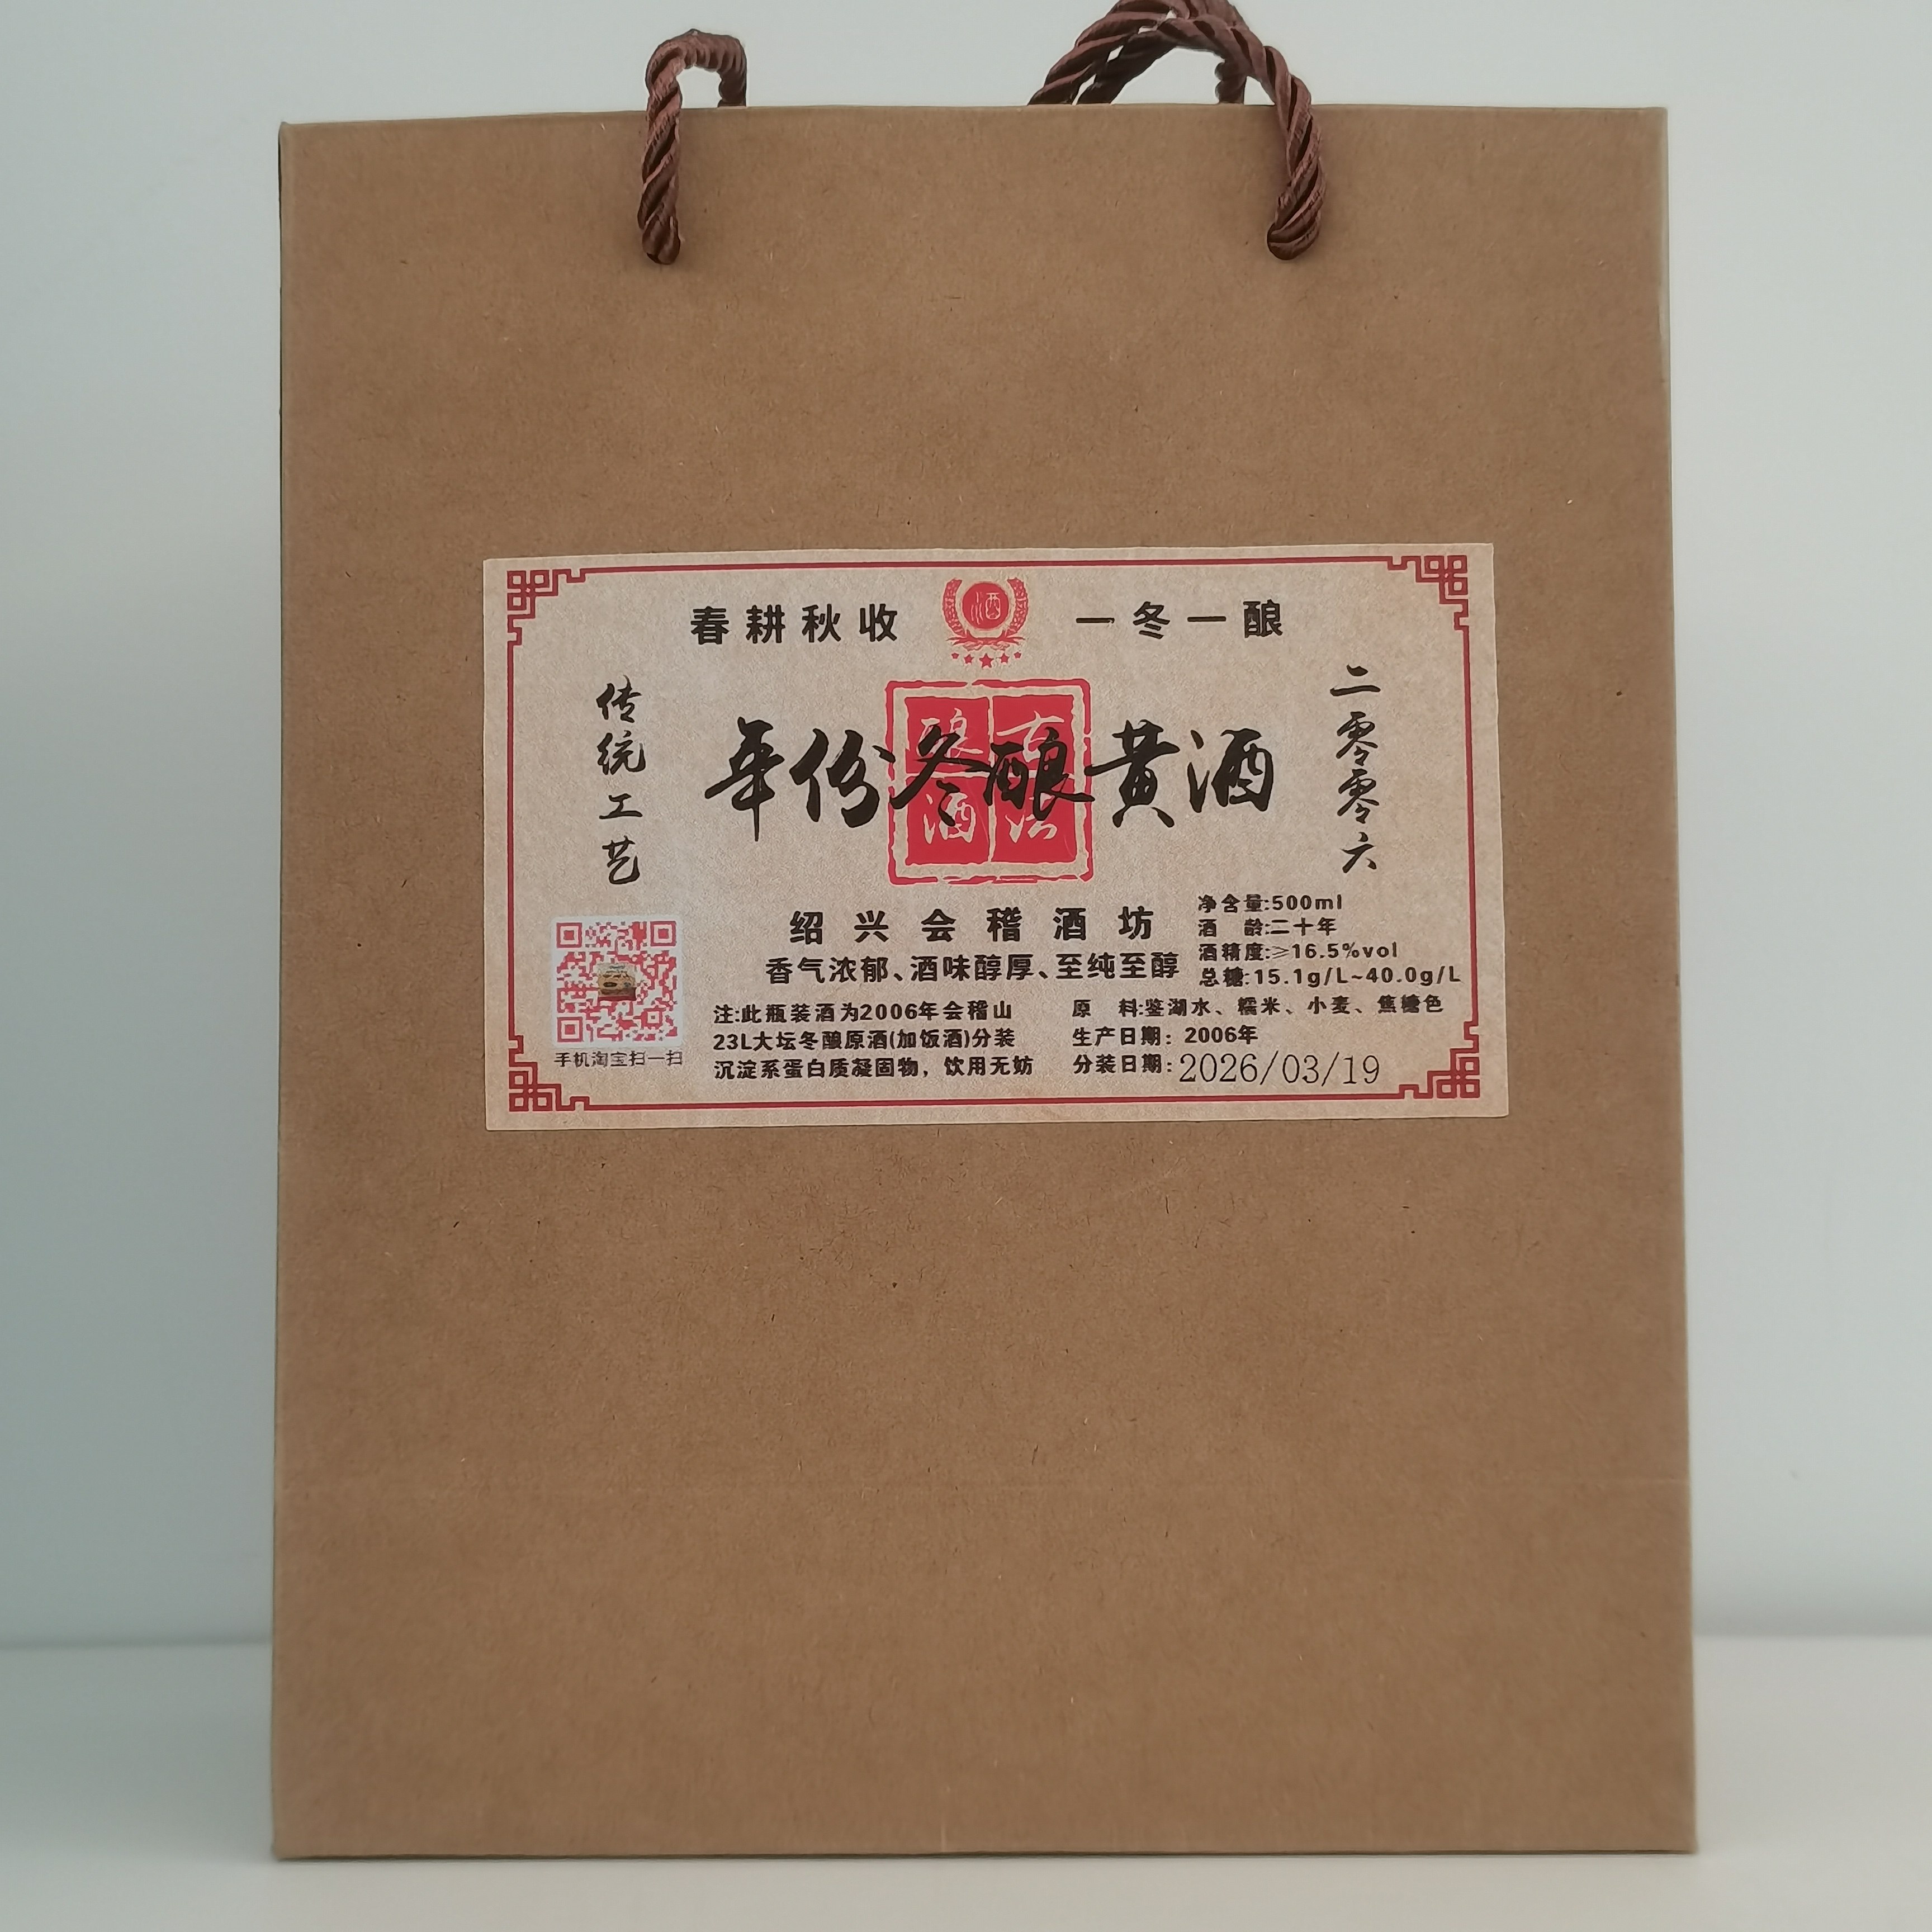 春耕秋收
酒
一冬一酿
传统工艺
年份冬酿黄酒
古坛
酿酒
二零零六
绍兴会稽酒坊
香气浓郁、酒味醇厚、至纯至醇
净含量:500ml
酒 龄:二十年
酒精度:≥16.5%vol
总糖:15.1g/L~40.0g/L
手机淘宝扫一扫
注:此瓶装酒为2006年会稽山
23L大坛冬酿原酒(加饭酒)分装
沉淀系蛋白质凝固物，饮用无妨
原 料:鉴湖水、糯米、小麦、焦糖色
生产日期：2006年
分装日期：2026/03/19